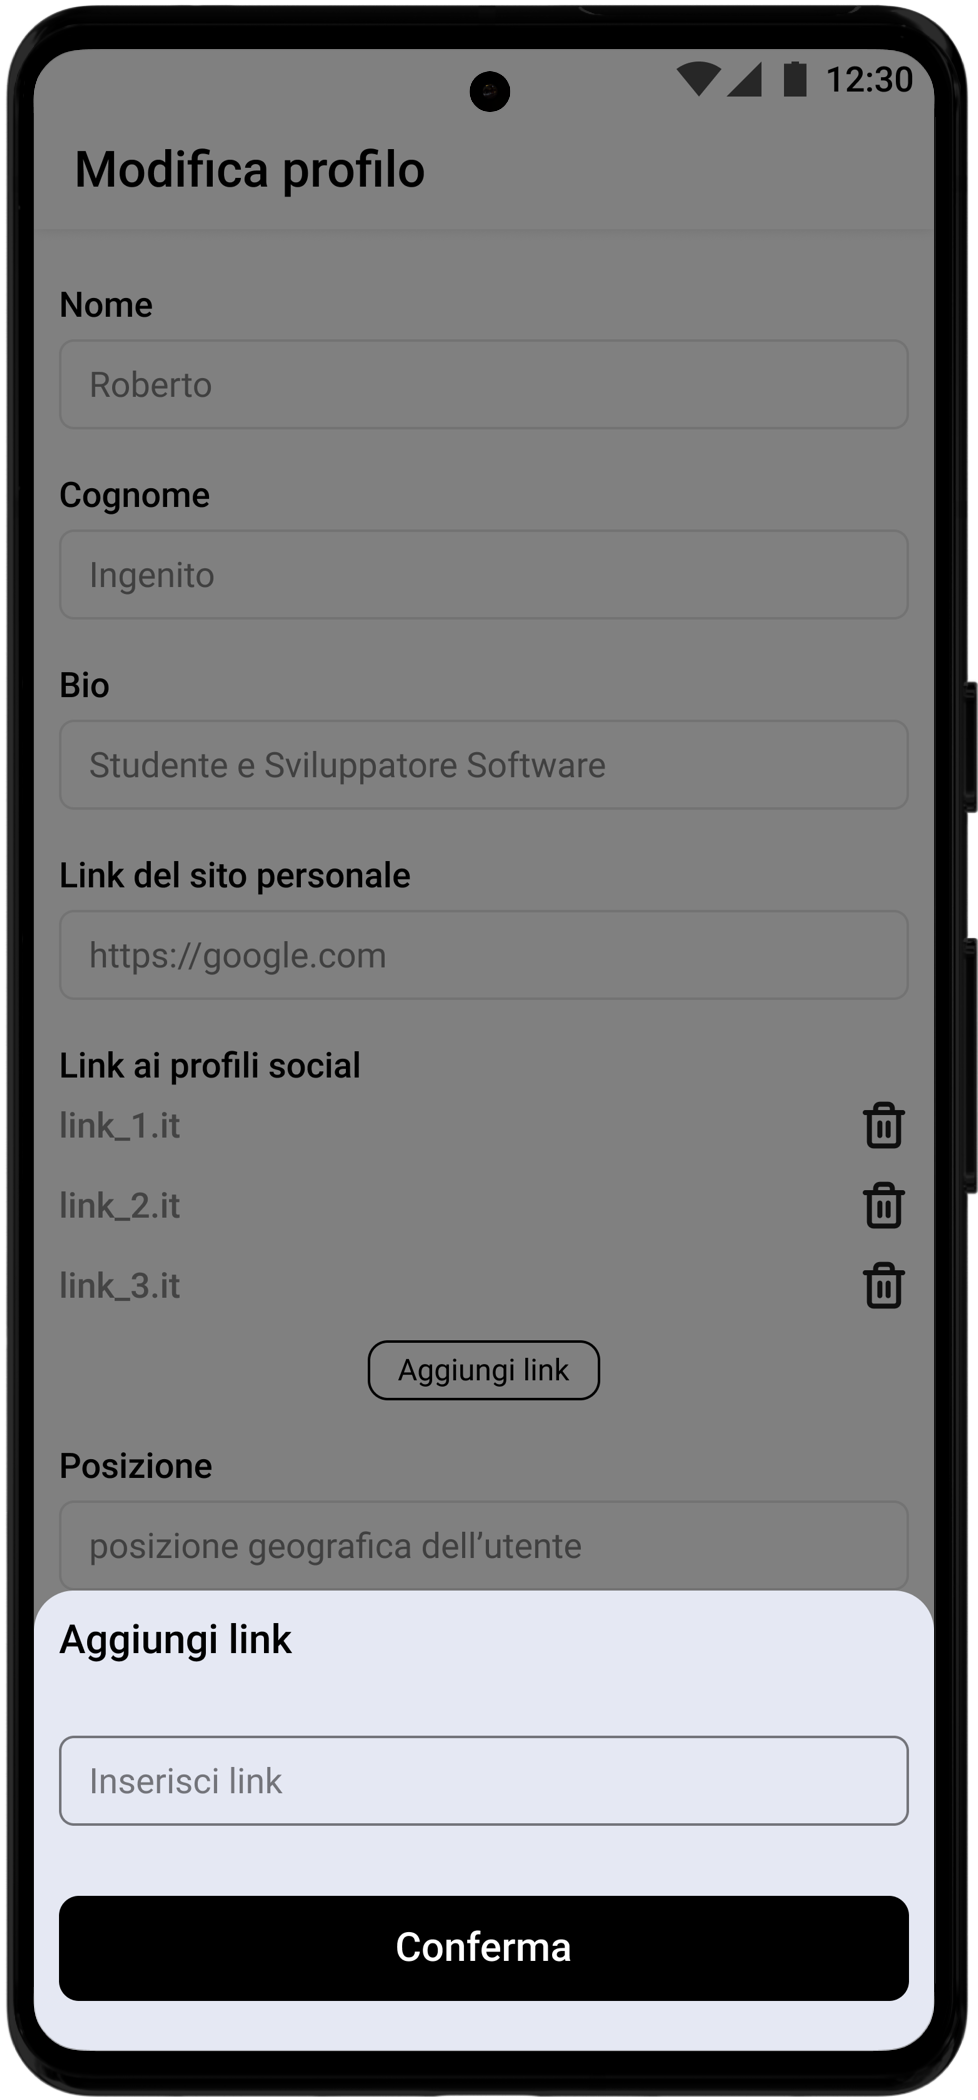 12:30
Modifica profilo
Nome
Roberto
Cognome
Ingenito
Bio
Studente e Sviluppatore Software
Link del sito personale
https://google.com
Link ai profili social
link_1.it
link_2.it
link_3.it
Aggiungi link
Posizione
posizione geografica dell’utente
Aggiungi link
Inserisci link
Conferma